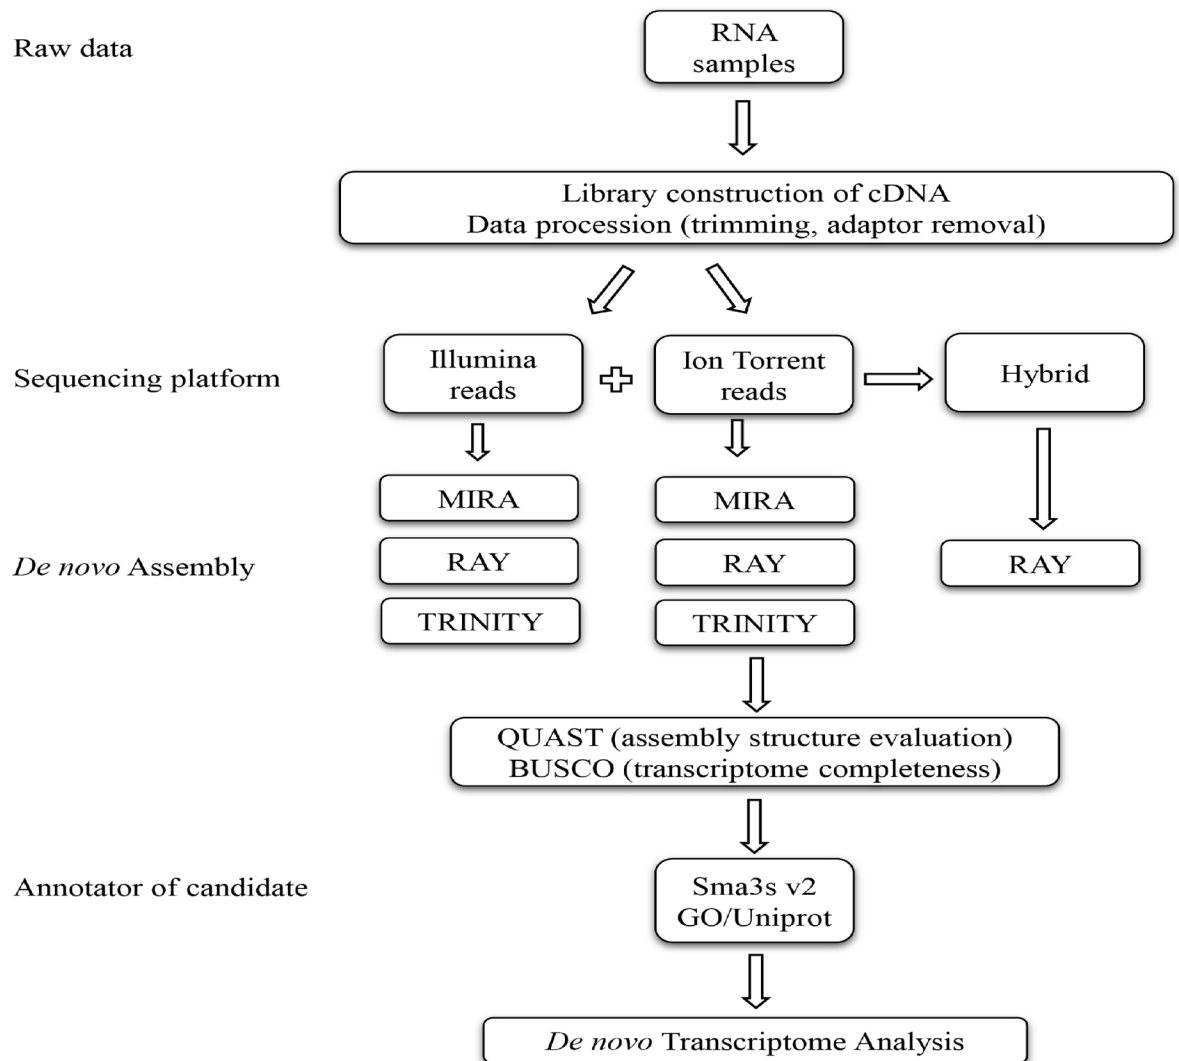 Raw data
RNA
samples
Library construction of cDNA
Data procession (trimming, adaptor removal)
Sequencing platform
Illumina
reads
Ion Torrent
reads
Hybrid
MIRA
MIRA
De novo Assembly
RAY
RAY
RAY
TRINITY
TRINITY
QUAST (assembly structure evaluation)
BUSCO (transcriptome completeness)
Annotator of candidate
Sma3s v2
GO/Uniprot
De novo Transcriptome Analysis